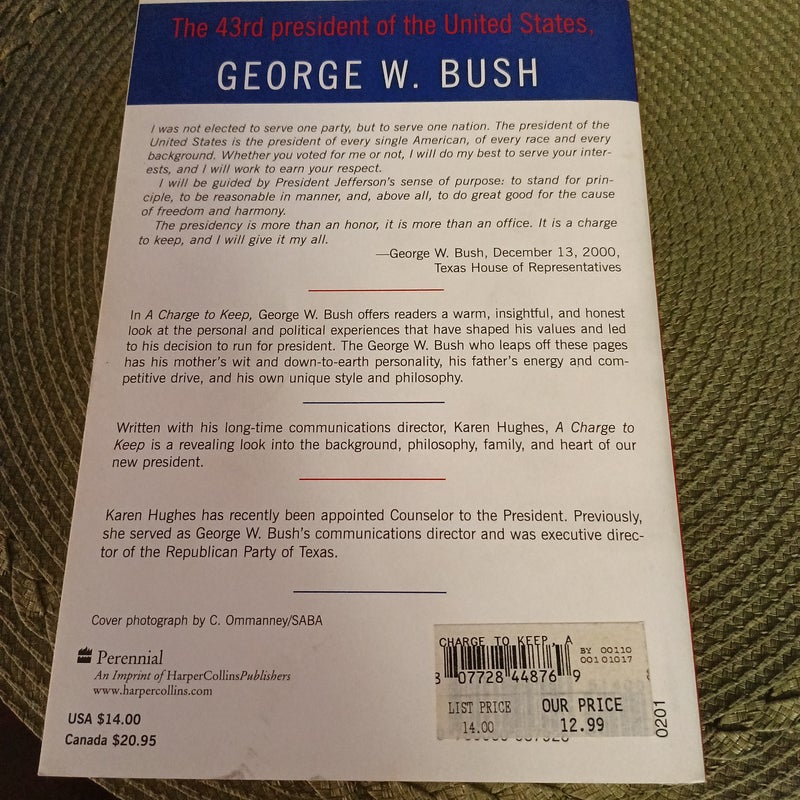 The 43rd president of the United States,
GEORGE W. BUSH
I was not elected to serve one party, but to serve one nation. The president of the
United States is the president of every single American, of every race and every
background. Whether you voted for me or not, I will do my best to serve your inter-
ests, and I will work to earn your respect.
I will be guided by President Jefferson's sense of purpose: to stand for prin-
ciple, to be reasonable in manner, and, above all, to do great good for the cause
of freedom and harmony.
The presidency is more than an honor, it is more than an office. It is a charge
to keep, and I will give it my all.
—George W. Bush, December 13, 2000,
Texas House of Representatives
In A Charge to Keep, George W. Bush offers readers a warm, insightful, and honest
look at the personal and political experiences that have shaped his values and led
to his decision to run for president. The George W. Bush who leaps off these pages
has his mother's wit and down-to-earth personality, his father's energy and com-
petitive drive, and his own unique style and philosophy.
Written with his long-time communications director, Karen Hughes, A Charge to
Keep is a revealing look into the background, philosophy, family, and heart of our
new president.
Karen Hughes has recently been appointed Counselor to the President. Previously,
she served as George W. Bush's communications director and was executive direc-
tor of the Republican Party of Texas.
Cover photograph by C. Ommanney/SABA
Perennial
An Imprint of HarperCollinsPublishers
www.harpercollins.com
USA $14.00
Canada $20.95
CHARGE TO KEEP, A
BY 00110
00101017
07728 44876 9
LIST PRICE OUR PRICE
14.00 12.99
0201